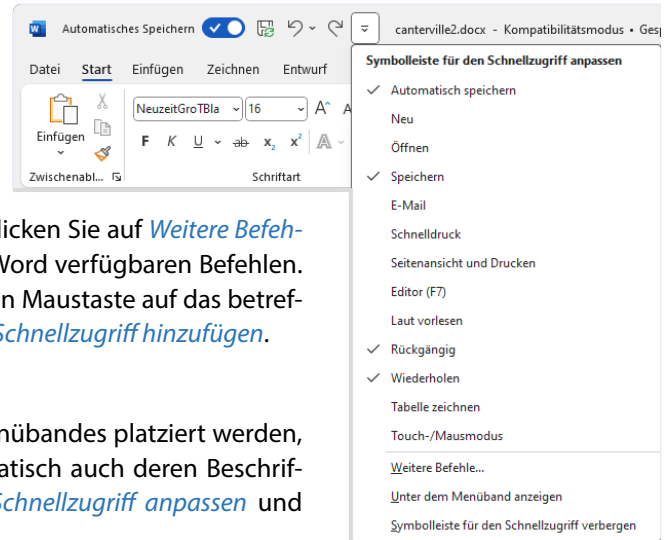 Automatisches Speichern
canterville2.docx - Kompatibilitätsmodus • Gesp
Datei Start Einfügen Zeichnen Entwurf
NeuzeitGroTBla 16 A^ A
Einfügen
F K U ab x₂ x² A
Zwischenabl... Schriftart
Symbolleiste für den Schnellzugriff anpassen
Automatisch speichern
Neu
Öffnen
Speichern
E-Mail
Schnelldruck
Seitenansicht und Drucken
Editor (F7)
Laut vorlesen
Rückgängig
Wiederholen
Tabelle zeichnen
Touch-/Mausmodus
Weitere Befehle...
Unter dem Menüband anzeigen
Symbolleiste für den Schnellzugriff verbergen
licken Sie auf Weitere Befeh-
Word verfügbaren Befehlen.
n Maustaste auf das betref-
Schnellzugriff hinzufügen.
nübandes platziert werden,
atisch auch deren Beschrif-
Schnellzugriff anpassen und